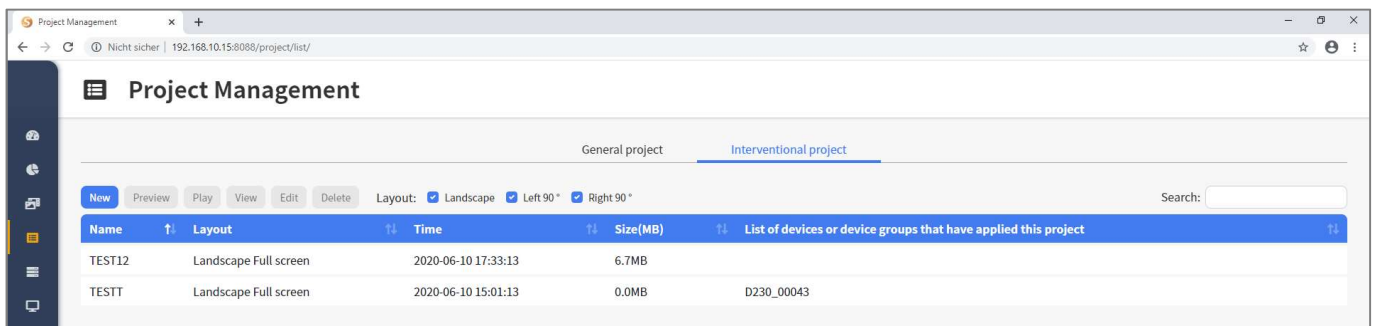 Project Management
Nicht sicher | 192.168.10.15:8088/project/list/
Project Management
General project Interventional project
New Preview Play View Edit Delete Layout: Landscape Left 90° Right 90° Search:
Name Layout Time Size(MB) List of devices or device groups that have applied this project
TEST12 Landscape Full screen 2020-06-10 17:33:13 6.7MB
TESTT Landscape Full screen 2020-06-10 15:01:13 0.0MB D230_00043